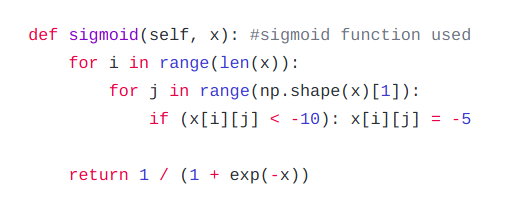 def sigmoid(self, x): #sigmoid function used
    for i in range(len(x)):
        for j in range(np.shape(x)[1]):
            if (x[i][j] < -10): x[i][j] = -5
    return 1 / (1 + exp(-x))